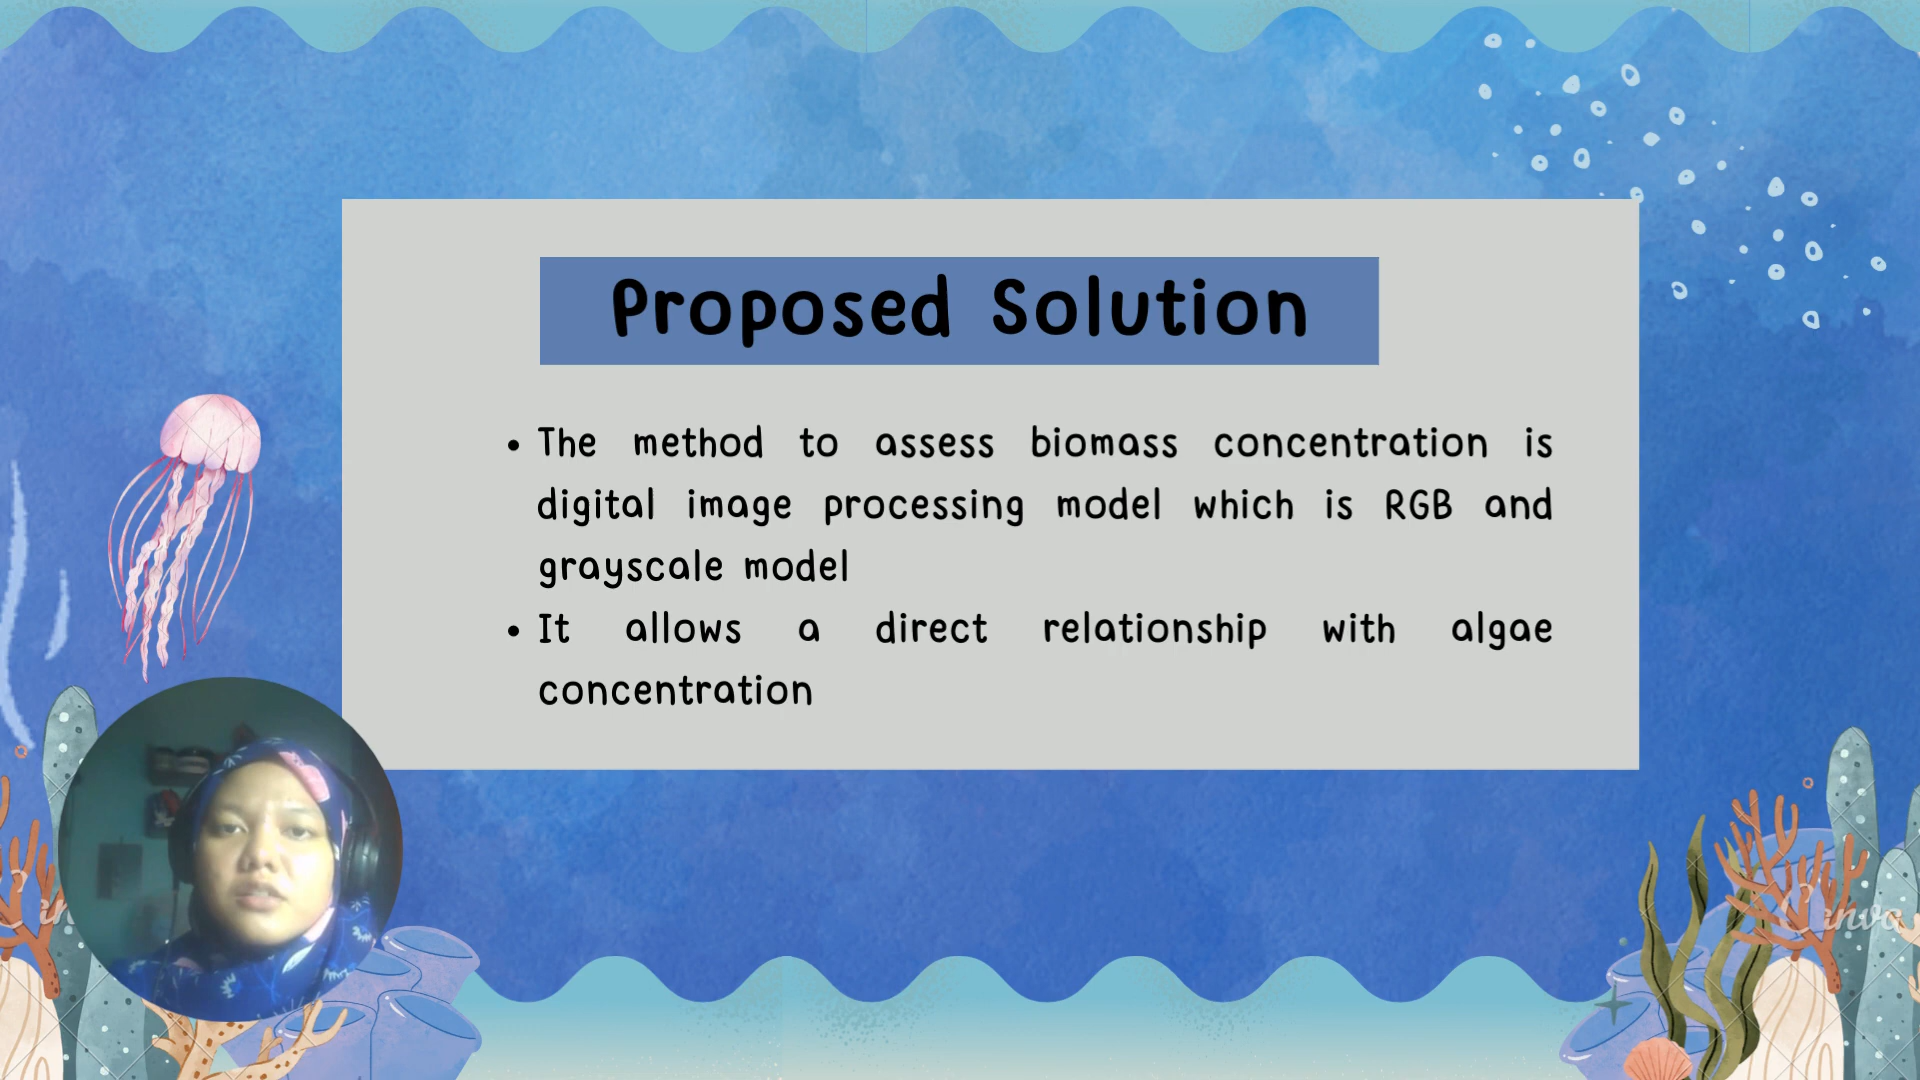 Proposed Solution
• The method to assess biomass concentration is
digital image processing model which is RGB and
grayscale model
• It allows a direct relationship with algae
concentration
Canva